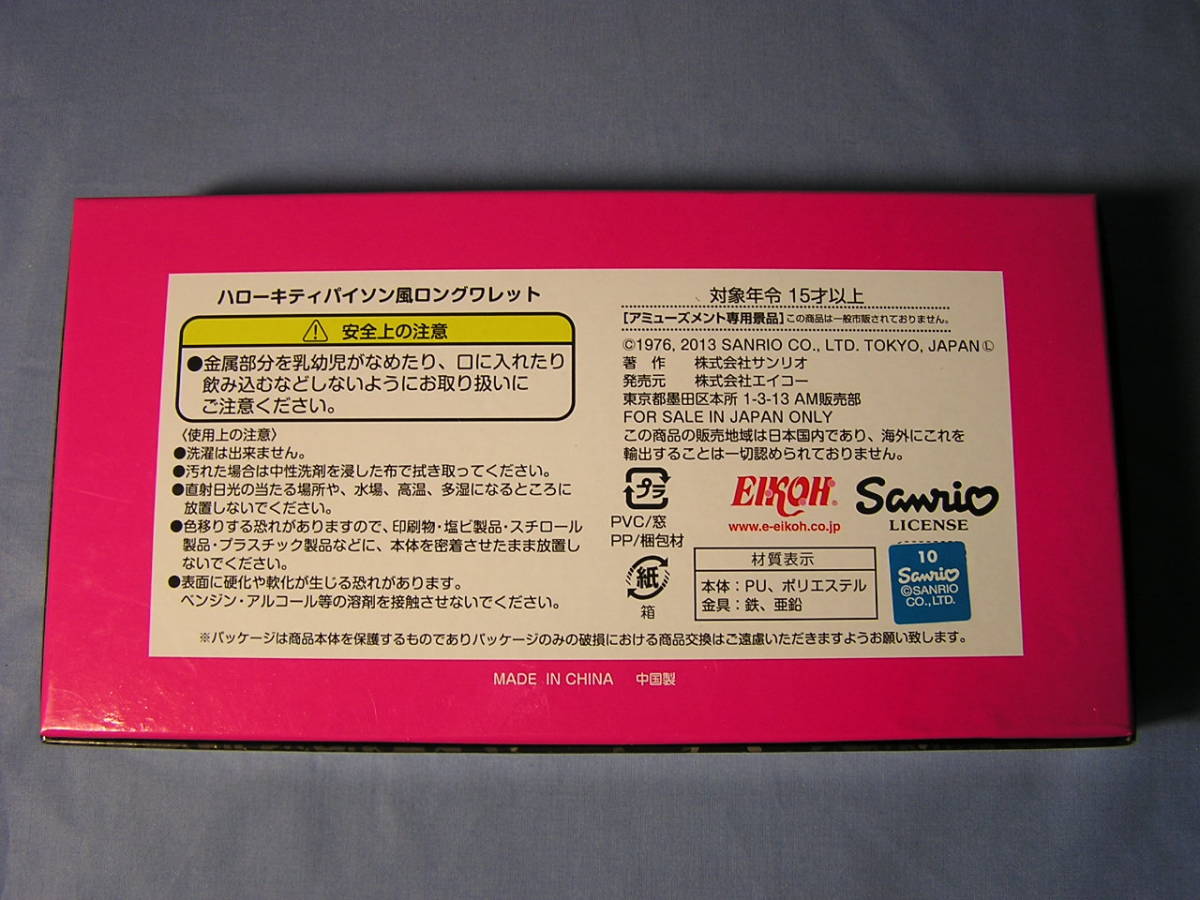 ハローキティパイソン風ロングワレット
安全上の注意
●金属部分を乳幼児がなめたり、口に入れたり
飲み込むなどしないようにお取り扱いに
ご注意ください。
〈使用上の注意〉
●洗濯は出来ません。
●汚れた場合は中性洗剤を浸した布で拭き取ってください。
●直射日光の当たる場所や、水場、高温、多湿になるところに
放置しないでください。
●色移りする恐れがありますので、印刷物・塩ビ製品・スチロール
製品・プラスチック製品などに、本体を密着させたまま放置し
ないでください。
●表面に硬化や軟化が生じる恐れがあります。
ベンジン・アルコール等の溶剤を接触させないでください。
対象年令 15才以上
【アミューズメント専用景品】この商品は一般市販されておりません。
©1976, 2013 SANRIO CO., LTD. TOKYO, JAPAN Ⓛ
著 作 株式会社サンリオ
発売元 株式会社エイコー
東京都墨田区本所 1-3-13 AM販売部
FOR SALE IN JAPAN ONLY
この商品の販売地域は日本国内であり、海外にこれを
輸出することは一切認められておりません。
プラ
PVC/窓
PP/梱包材
紙
箱
EIKOH®
www.e-eikoh.co.jp
Sanrio
LICENSE
材質表示
本体:PU、ポリエステル
金具:鉄、亜鉛
10
Sanrio
©SANRIO
CO.,LTD.
※パッケージは商品本体を保護するものでありパッケージのみの破損における商品交換はご遠慮いただきますようお願い致します。
MADE IN CHINA 中国製